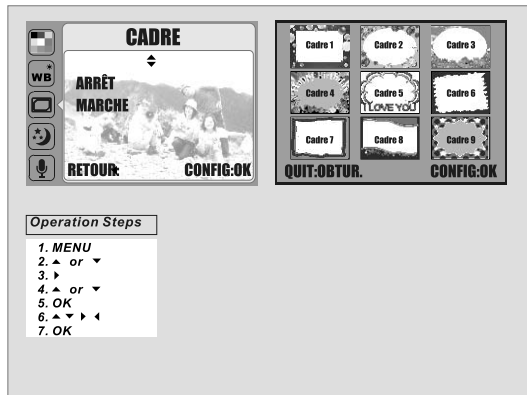 CADRE
WB
ARRÊT
MARCHE
RETOUR:
CONFIG:OK
Cadre 1
Cadre 2
Cadre 3
Cadre 4
Cadre 5
I LOVE YOU
Cadre 6
Cadre 7
Cadre 8
Cadre 9
QUIT:OBTUR.
CONFIG:OK
Operation Steps
1. MENU
2. ▲ or ▼
3. ▶
4. ▲ or ▼
5. OK
6. ▲ ▼ ▶ ◀
7. OK